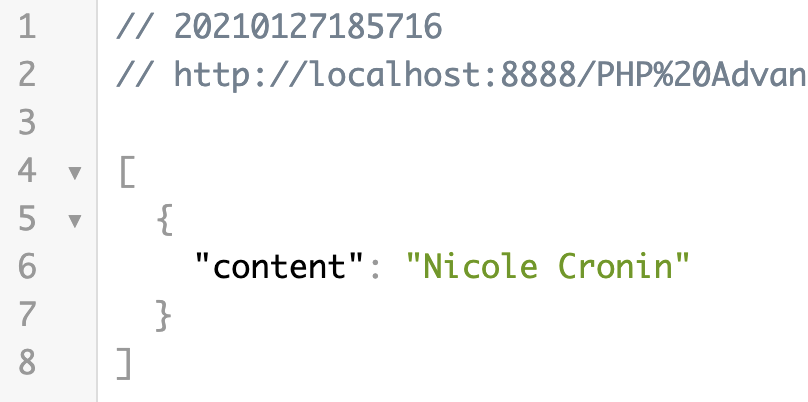 1 // 20210127185716
2 // http://localhost:8888/PHP%20Advan
3
4 ▼ [
5 ▼ {
6 "content": "Nicole Cronin"
7 }
8 ]